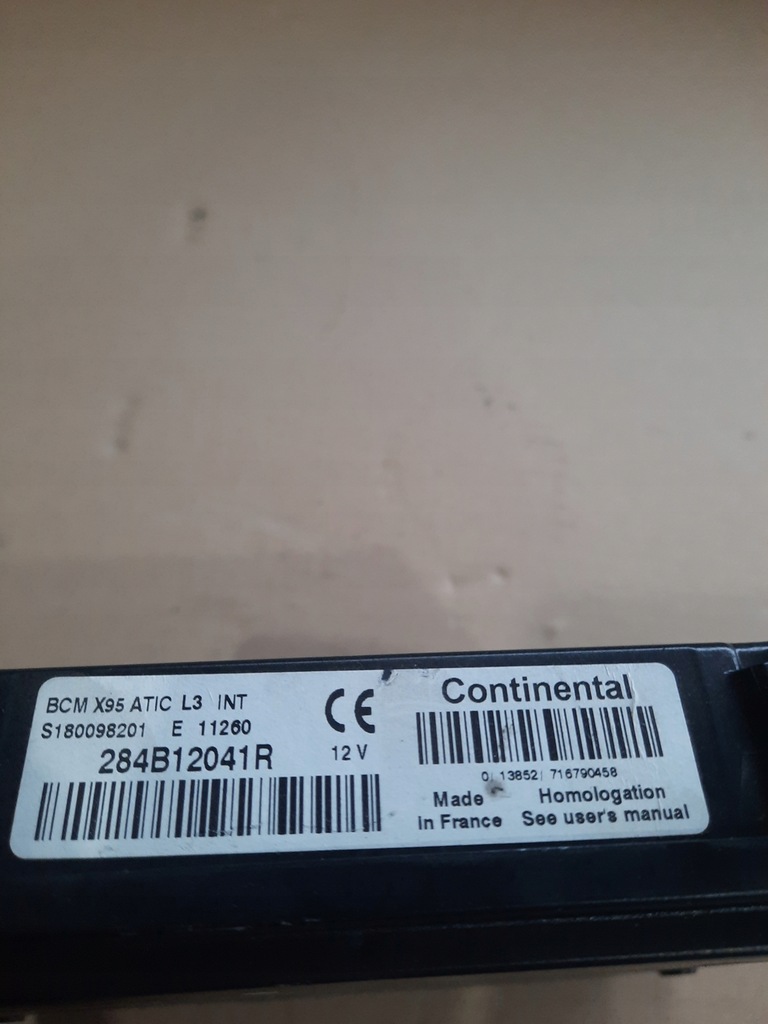 BCM X95 ATIC L3 INT
S180098201 E 11260
284B12041R
CE
12 V
Continental
0/ 13852/ 716790458
Made in France
Homologation
See user's manual